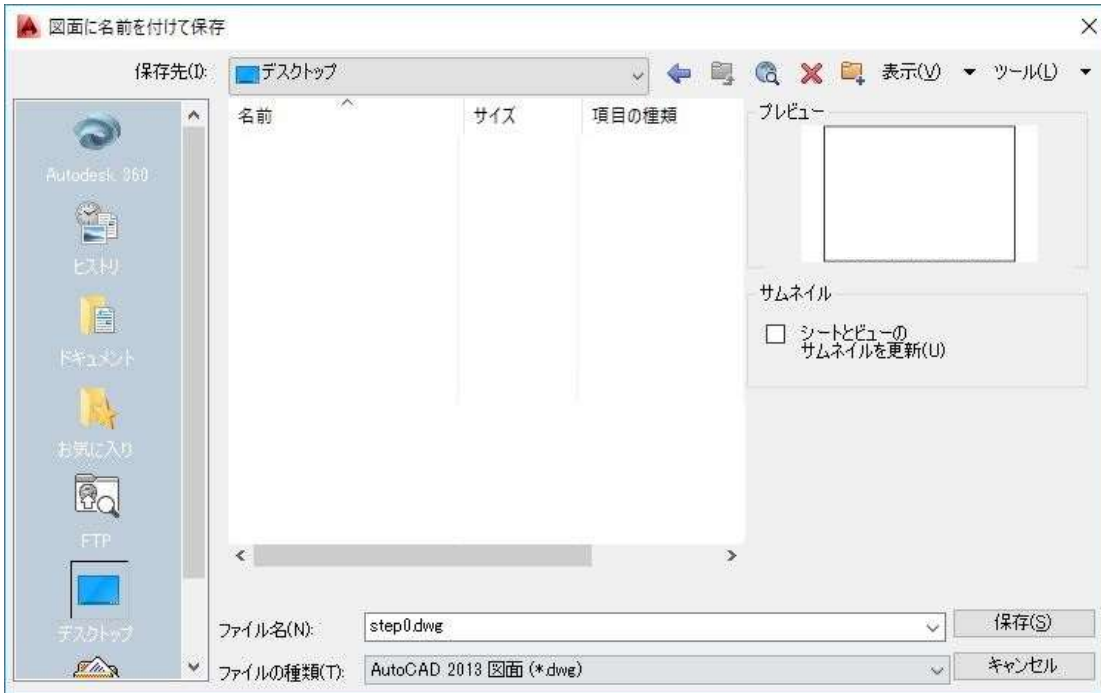 図面に名前を付けて保存
保存先(I):
デスクトップ
表示(V)
ツール(L)
Autodesk 360
ヒストリ
ドキュメント
お気に入り
FTP
デスクトップ
名前
サイズ
項目の種類
プレビュー
サムネイル
シートとビューの
サムネイルを更新(U)
ファイル名(N):
step0.dwg
保存(S)
ファイルの種類(T):
AutoCAD 2013 図面 (*.dwg)
キャンセル